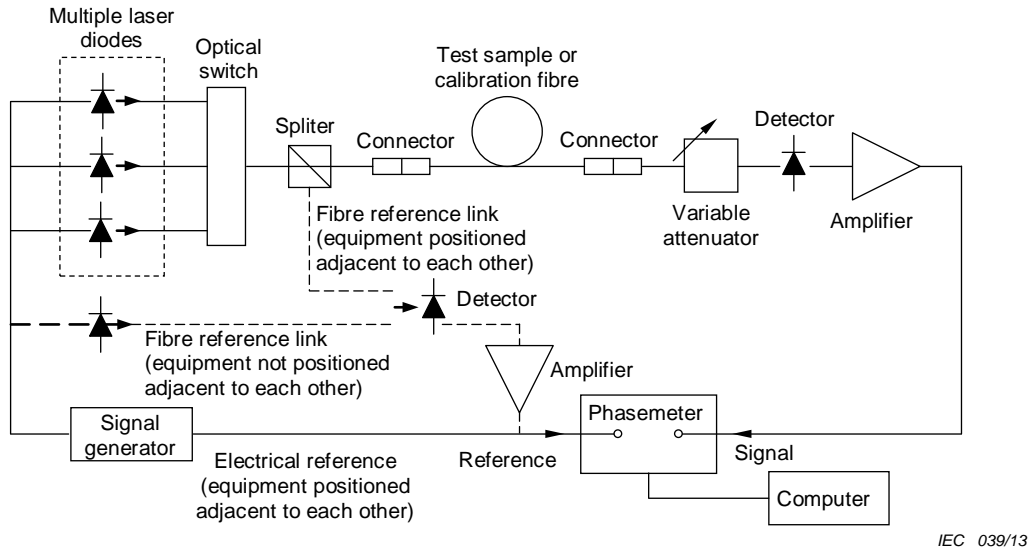 Multiple laser
diodes
Optical
switch
Spliter
Connector
Test sample or
calibration fibre
Connector
Variable
attenuator
Detector
Amplifier
Fibre reference link
(equipment positioned
adjacent to each other)
Detector
Fibre reference link
(equipment not positioned
adjacent to each other)
Amplifier
Signal
generator
Electrical reference
(equipment positioned
adjacent to each other)
Reference
Phasemeter
Signal
Computer
IEC 039/13